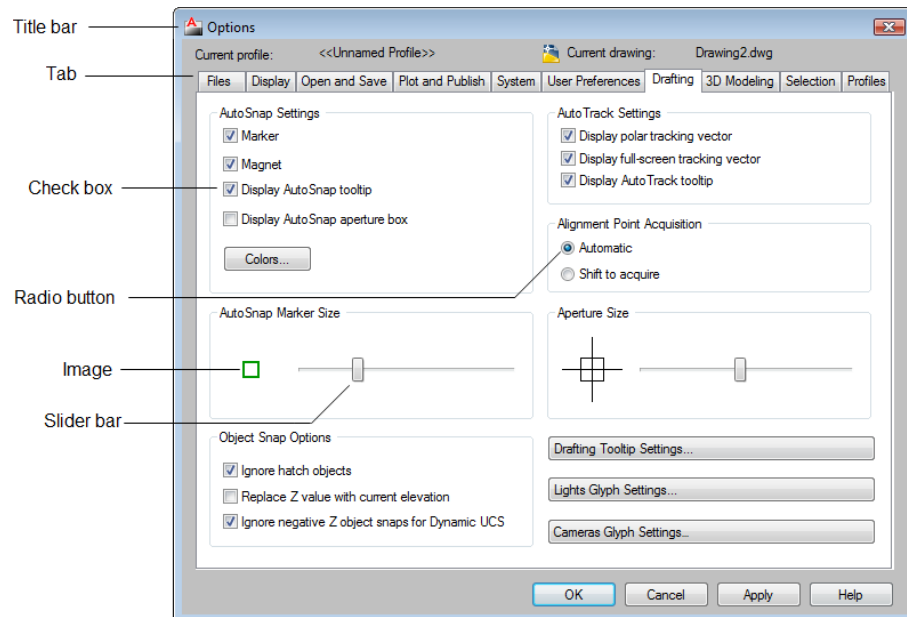 Title bar
Options
Current profile: <<Unnamed Profile>> Current drawing: Drawing2.dwg
Tab
Files Display Open and Save Plot and Publish System User Preferences Drafting 3D Modeling Selection Profiles
AutoSnap Settings
Marker
Magnet
Check box
Display AutoSnap tooltip
Display AutoSnap aperture box
Colors...
AutoTrack Settings
Display polar tracking vector
Display full-screen tracking vector
Display AutoTrack tooltip
Alignment Point Acquisition
Automatic
Shift to acquire
Radio button
AutoSnap Marker Size
Image
Slider bar
Aperture Size
Object Snap Options
Ignore hatch objects
Replace Z value with current elevation
Ignore negative Z object snaps for Dynamic UCS
Drafting Tooltip Settings...
Lights Glyph Settings...
Cameras Glyph Settings...
OK Cancel Apply Help